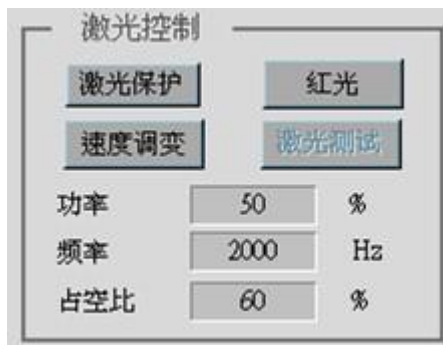 激光控制
激光保护 红光
速度调变 激光测试
功率 50 %
频率 2000 Hz
占空比 60 %